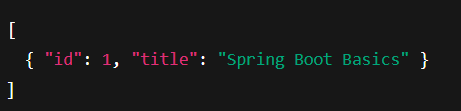 [
  { "id": 1, "title": "Spring Boot Basics" }
]